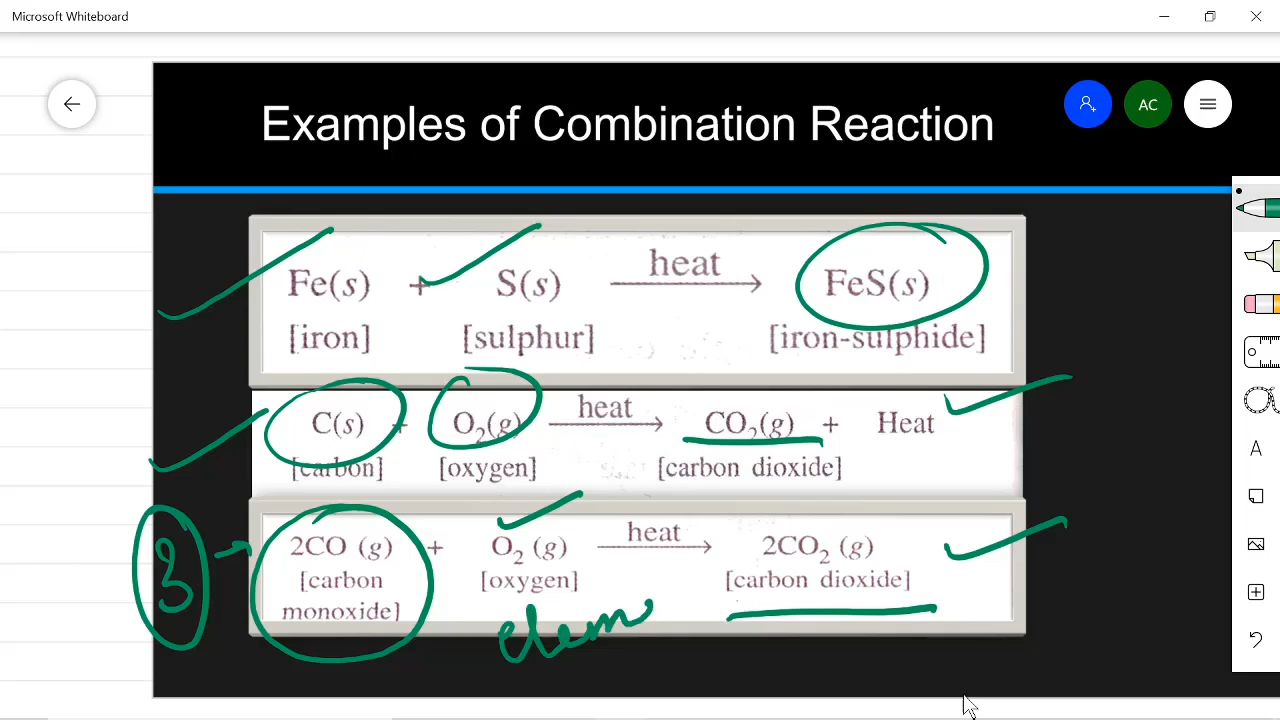 Microsoft Whiteboard
Examples of Combination Reaction
AC
Fe(s) + S(s) heat → FeS(s)
[iron] [sulphur] [iron-sulphide]
C(s) + O₂(g) heat → CO₂(g) + Heat
[carbon] [oxygen] [carbon dioxide]
2CO (g) + O₂ (g) heat → 2CO₂ (g)
[carbon [oxygen] [carbon dioxide]
monoxide]
3
elem
A